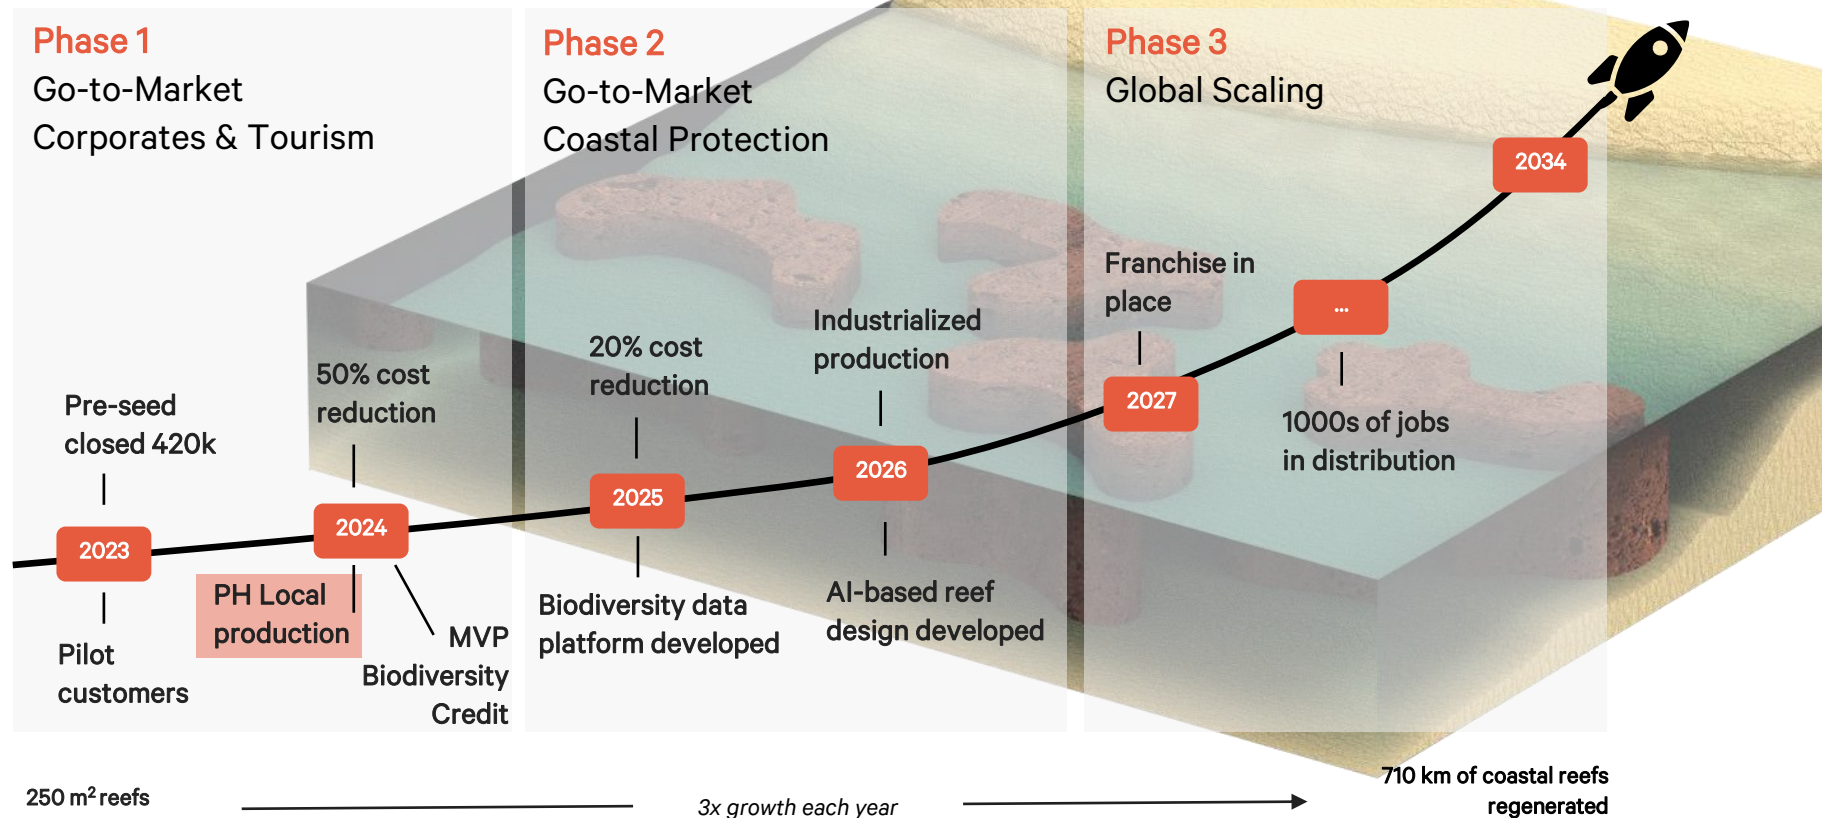 Phase 1
Go-to-Market
Corporates & Tourism
Phase 2
Go-to-Market
Coastal Protection
Phase 3
Global Scaling
Pre-seed
closed 420k
2023
Pilot
customers
50% cost
reduction
2024
PH Local
production
MVP
Biodiversity
Credit
20% cost
reduction
2025
Biodiversity data
platform developed
Industrialized
production
2026
AI-based reef
design developed
Franchise in
place
2027
...
1000s of jobs
in distribution
2034
250 m² reefs
3x growth each year
710 km of coastal reefs
regenerated